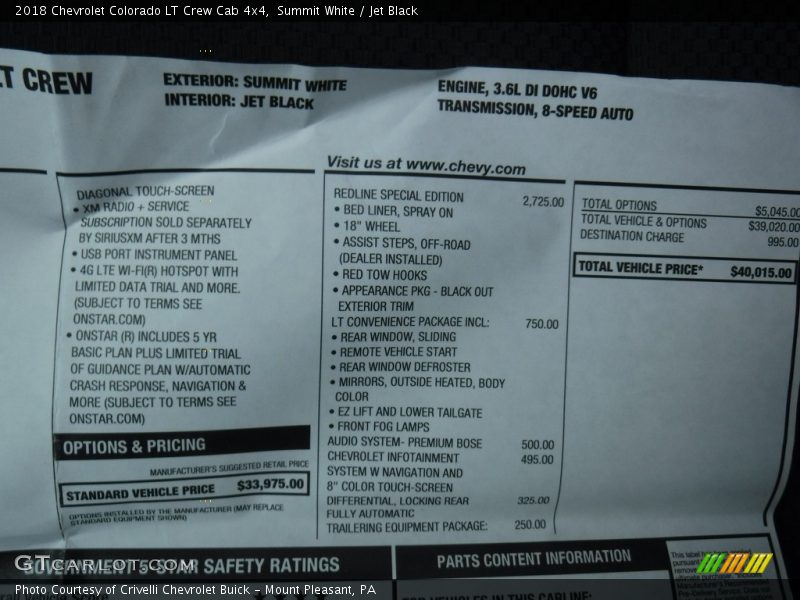 2018 Chevrolet Colorado LT Crew Cab 4x4, Summit White / Jet Black
LT CREW
EXTERIOR: SUMMIT WHITE
INTERIOR: JET BLACK
ENGINE, 3.6L DI DOHC V6
TRANSMISSION, 8-SPEED AUTO
Visit us at www.chevy.com
DIAGONAL TOUCH-SCREEN
• XM RADIO + SERVICE
SUBSCRIPTION SOLD SEPARATELY
BY SIRIUSXM AFTER 3 MTHS
• USB PORT INSTRUMENT PANEL
• 4G LTE WI-FI(R) HOTSPOT WITH
LIMITED DATA TRIAL AND MORE.
(SUBJECT TO TERMS SEE
ONSTAR.COM)
• ONSTAR (R) INCLUDES 5 YR
BASIC PLAN PLUS LIMITED TRIAL
OF GUIDANCE PLAN W/AUTOMATIC
CRASH RESPONSE, NAVIGATION &
MORE (SUBJECT TO TERMS SEE
ONSTAR.COM)
OPTIONS & PRICING
MANUFACTURER'S SUGGESTED RETAIL PRICE
STANDARD VEHICLE PRICE $33,975.00
OPTIONS INSTALLED BY THE MANUFACTURER (MAY REPLACE
STANDARD EQUIPMENT SHOWN)
REDLINE SPECIAL EDITION 2,725.00
• BED LINER, SPRAY ON
• 18" WHEEL
• ASSIST STEPS, OFF-ROAD
(DEALER INSTALLED)
• RED TOW HOOKS
• APPEARANCE PKG - BLACK OUT
EXTERIOR TRIM
LT CONVENIENCE PACKAGE INCL: 750.00
• REAR WINDOW, SLIDING
• REMOTE VEHICLE START
• REAR WINDOW DEFROSTER
• MIRRORS, OUTSIDE HEATED, BODY
COLOR
• EZ LIFT AND LOWER TAILGATE
• FRONT FOG LAMPS
AUDIO SYSTEM- PREMIUM BOSE 500.00
CHEVROLET INFOTAINMENT 495.00
SYSTEM W NAVIGATION AND
8" COLOR TOUCH-SCREEN
DIFFERENTIAL, LOCKING REAR 325.00
FULLY AUTOMATIC
TRAILERING EQUIPMENT PACKAGE: 250.00
TOTAL OPTIONS $5,045.00
TOTAL VEHICLE & OPTIONS $39,020.00
DESTINATION CHARGE 995.00
TOTAL VEHICLE PRICE* $40,015.00
GOVERNMENT 5-STAR SAFETY RATINGS
PARTS CONTENT INFORMATION
This label
pursuant
GTCarLot.com
Photo Courtesy of Crivelli Chevrolet Buick - Mount Pleasant, PA